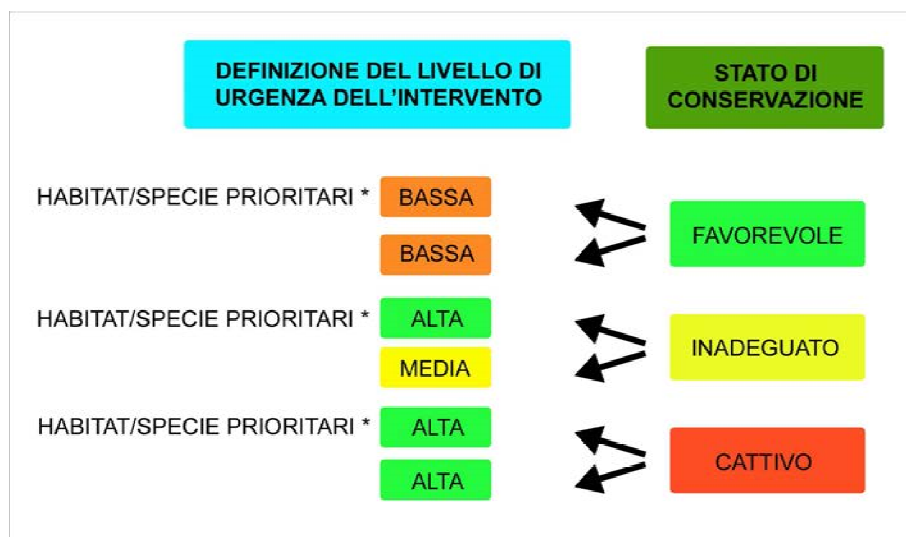 DEFINIZIONE DEL LIVELLO DI
URGENZA DELL'INTERVENTO
STATO DI
CONSERVAZIONE
HABITAT/SPECIE PRIORITARI *
BASSA
BASSA
FAVOREVOLE
HABITAT/SPECIE PRIORITARI *
ALTA
MEDIA
INADEGUATO
HABITAT/SPECIE PRIORITARI *
ALTA
ALTA
CATTIVO